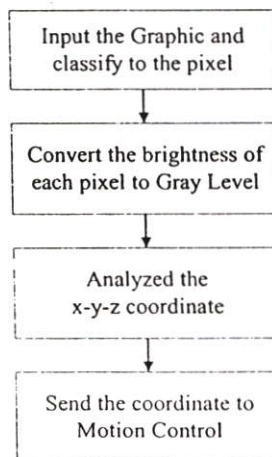 Input the Graphic and
classify to the pixel
Convert the brightness of
each pixel to Gray Level
Analyzed the
x-y-z coordinate
Send the coordinate to
Motion Control